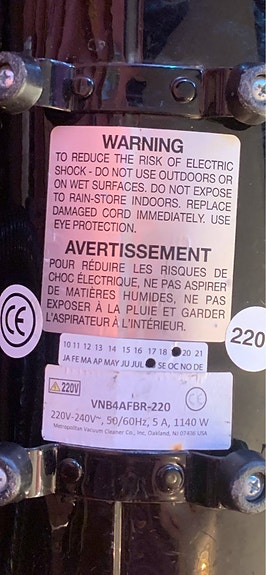 WARNING
TO REDUCE THE RISK OF ELECTRIC
SHOCK - DO NOT USE OUTDOORS OR
ON WET SURFACES. DO NOT EXPOSE
TO RAIN-STORE INDOORS. REPLACE
DAMAGED CORD IMMEDIATELY. USE
EYE PROTECTION.
AVERTISSEMENT
POUR RÉDUIRE LES RISQUES DE
CHOC ÉLECTRIQUE, NE PAS ASPIRER
DE MATIÈRES HUMIDES, NE PAS
EXPOSER À LA PLUIE ET GARDER
L'ASPIRATEUR À L'INTÉRIEUR.
CE
220
10 11 12 13 14 15 16 17 18 20 21
JA FE MA AP MAY JU JUL SE OC NO DE
220V
CE
VNB4AFBR-220
220V-240V~, 50/60Hz, 5 A, 1140 W
Metropolitan Vacuum Cleaner Co., Inc, Oakland, NJ 07436 USA